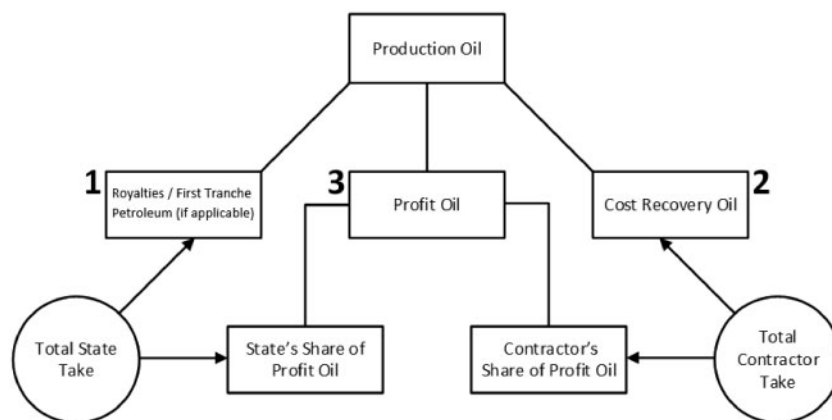 Production Oil
1
Royalties / First Tranche
Petroleum (if applicable)
3
Profit Oil
Cost Recovery Oil
2
Total State
Take
State's Share of
Profit Oil
Contractor's
Share of Profit Oil
Total
Contractor
Take